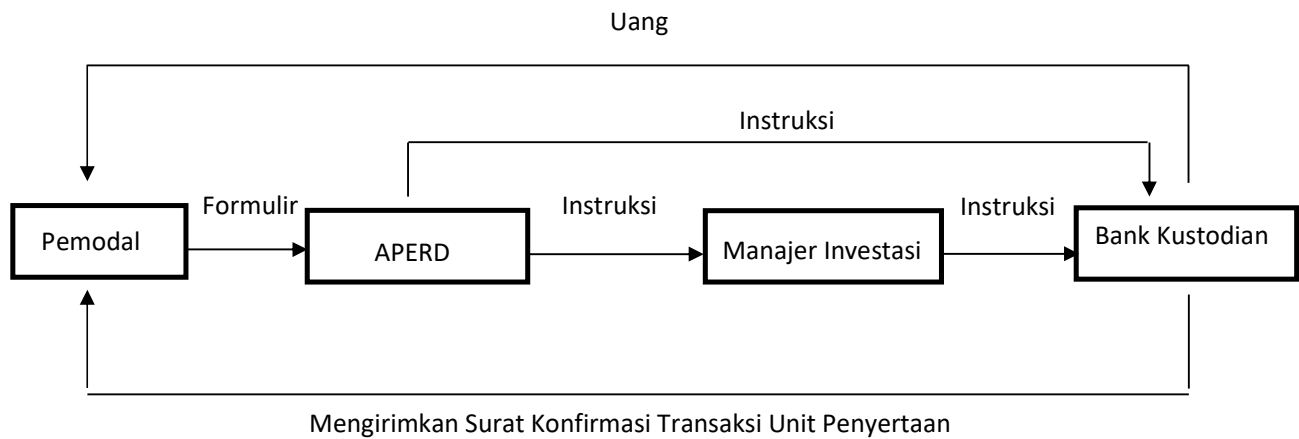 Uang
Instruksi
Formulir
Instruksi
Instruksi
Pemodal
APERD
Manajer Investasi
Bank Kustodian
Mengirimkan Surat Konfirmasi Transaksi Unit Penyertaan